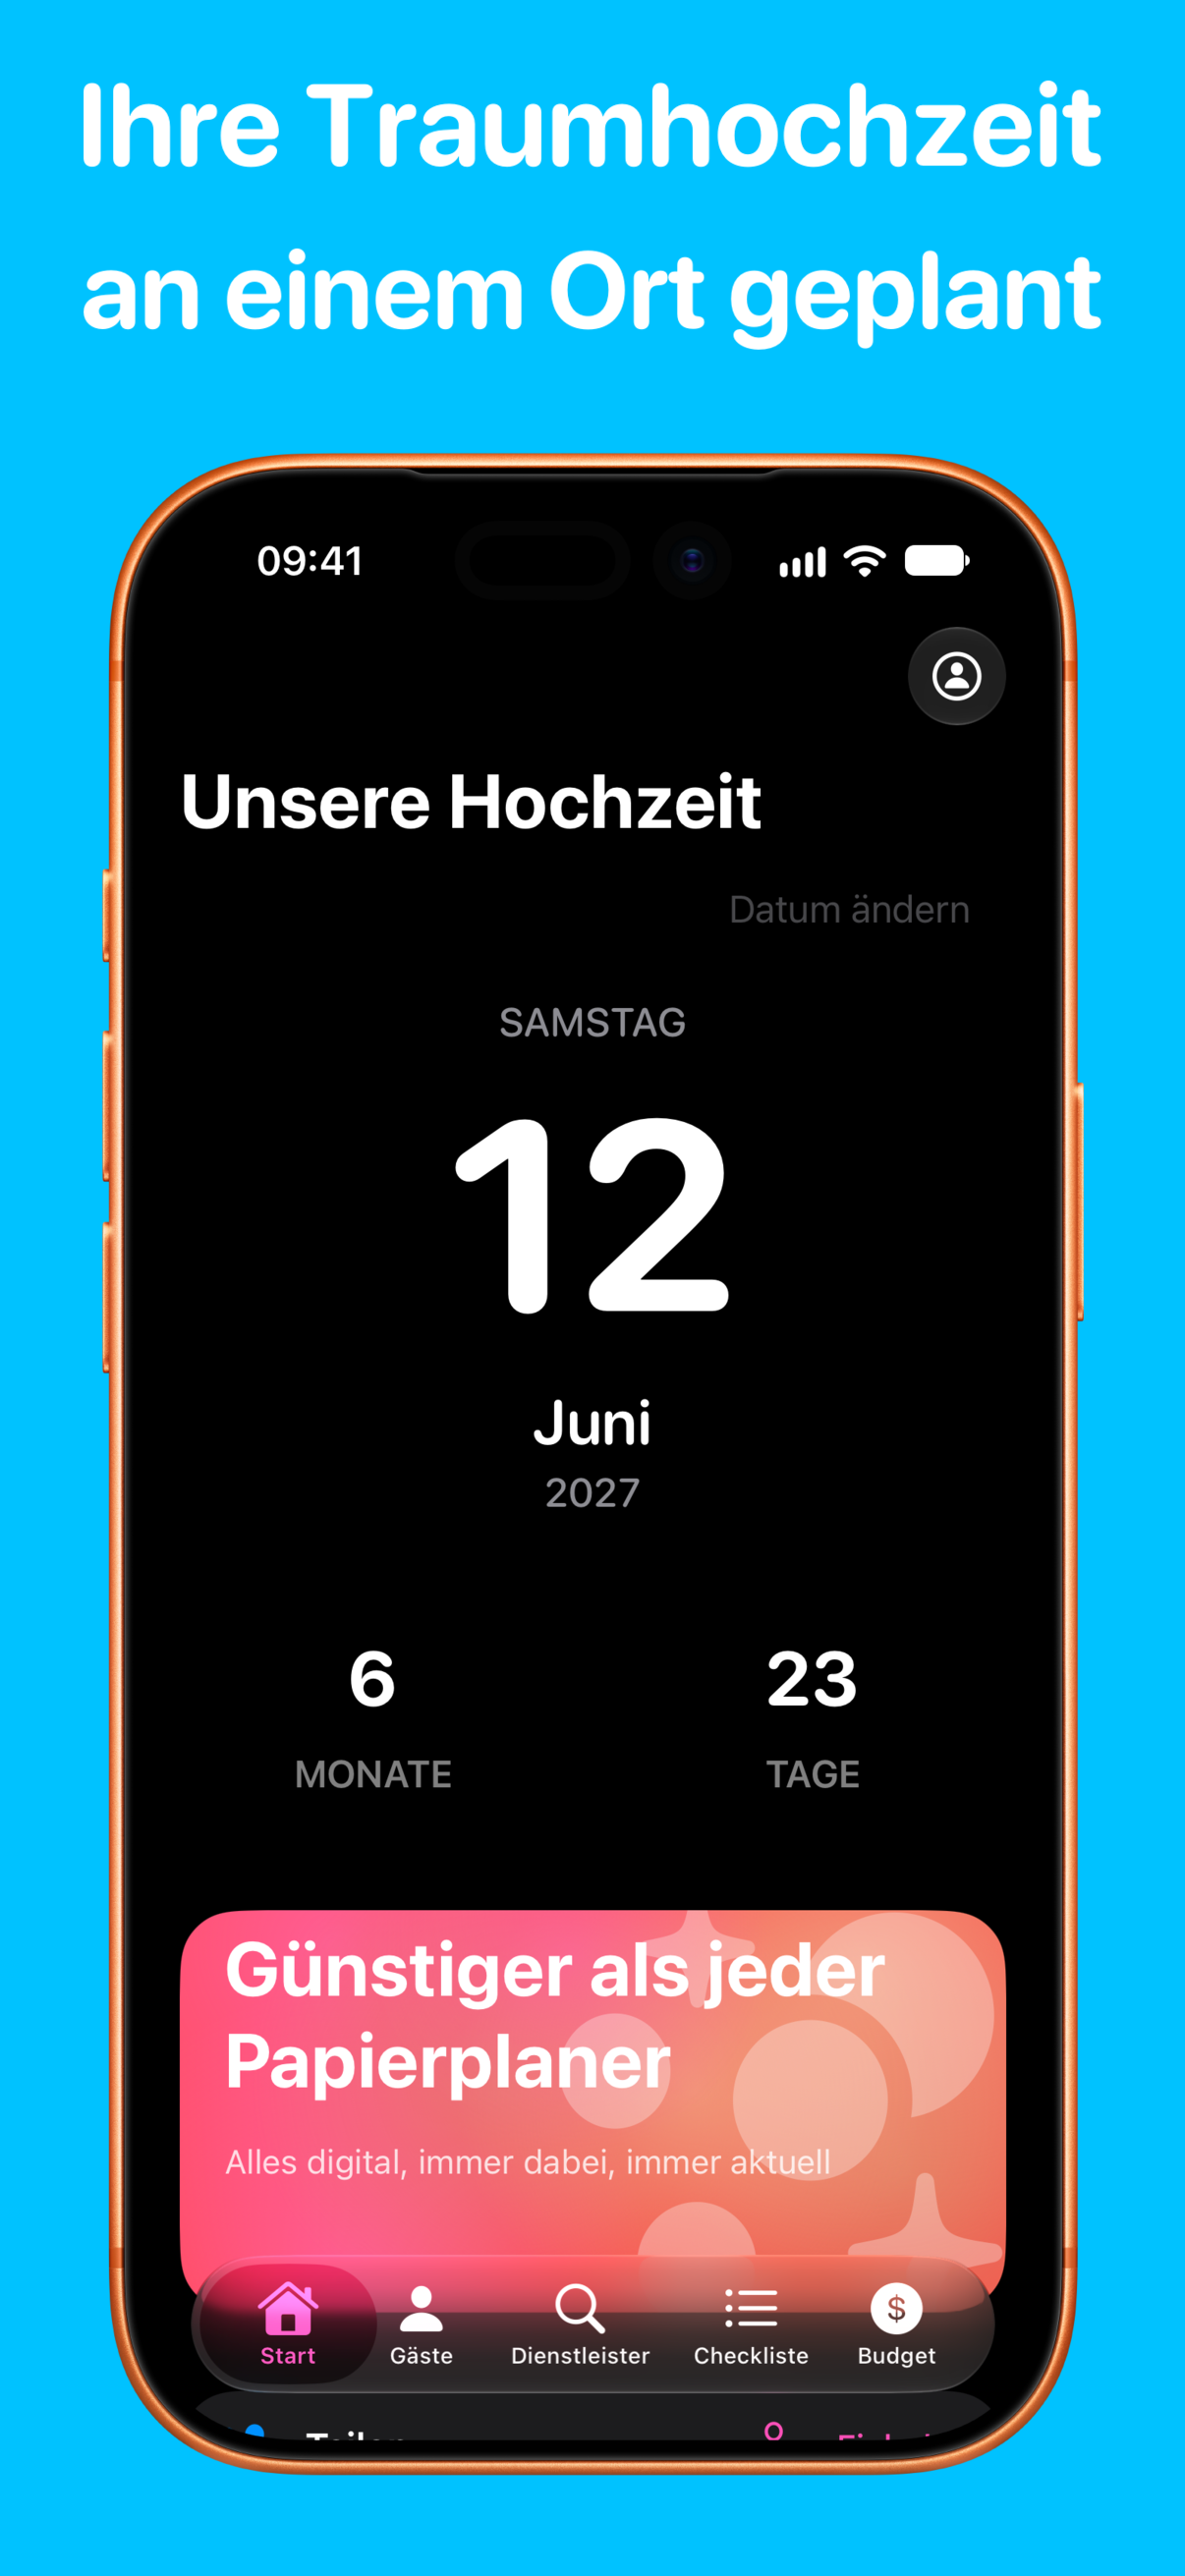 Ihre Traumhochzeit
an einem Ort geplant
09:41
Unsere Hochzeit
Datum ändern
SAMSTAG
12
Juni
2027
6
23
MONATE
TAGE
Günstiger als jeder
Papierplaner
Alles digital, immer dabei, immer aktuell
Start
Gäste
Dienstleister
Checkliste
$
Budget